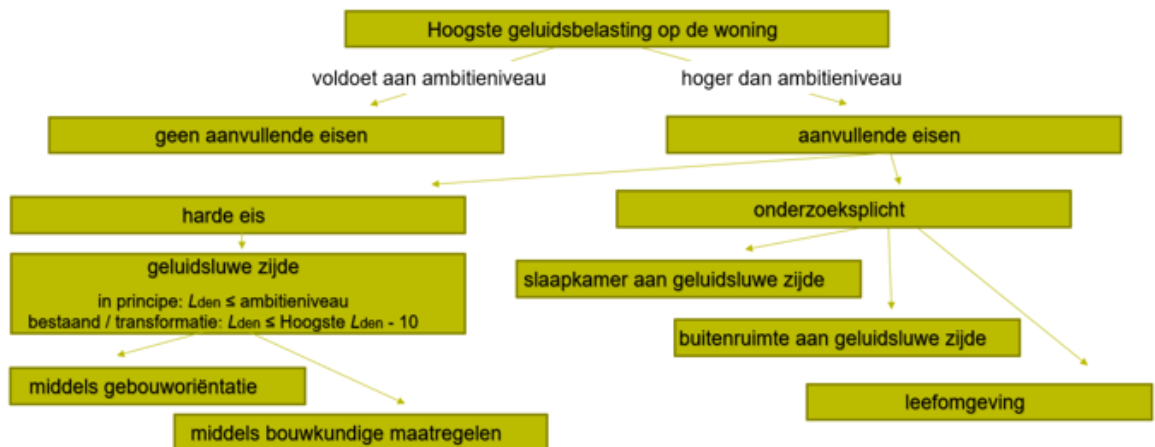 Hoogste geluidsbelasting op de woning
voldoet aan ambitieniveau
hoger dan ambitieniveau
geen aanvullende eisen
aanvullende eisen
harde eis
onderzoeksplicht
geluidsluwe zijde
in principe: Lden ≤ ambitieniveau
bestaand / transformatie: Lden ≤ Hoogste Lden - 10
slaapkamer aan geluidsluwe zijde
buitenruimte aan geluidsluwe zijde
middels gebouworiëntatie
leefomgeving
middels bouwkundige maatregelen